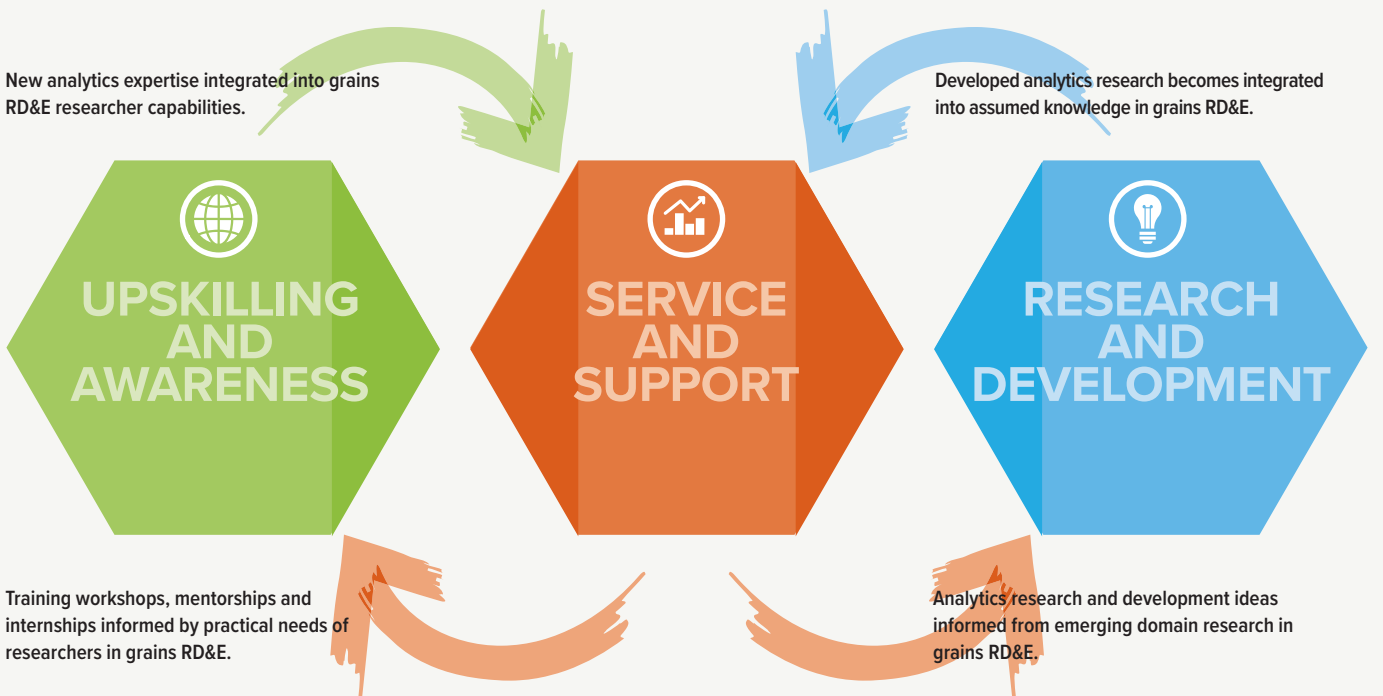 New analytics expertise integrated into grains
RD&E researcher capabilities.
Developed analytics research becomes integrated
into assumed knowledge in grains RD&E.
UPSKILLING
AND
AWARENESS
SERVICE
AND
SUPPORT
RESEARCH
AND
DEVELOPMENT
Training workshops, mentorships and
internships informed by practical needs of
researchers in grains RD&E.
Analytics research and development ideas
informed from emerging domain research in
grains RD&E.